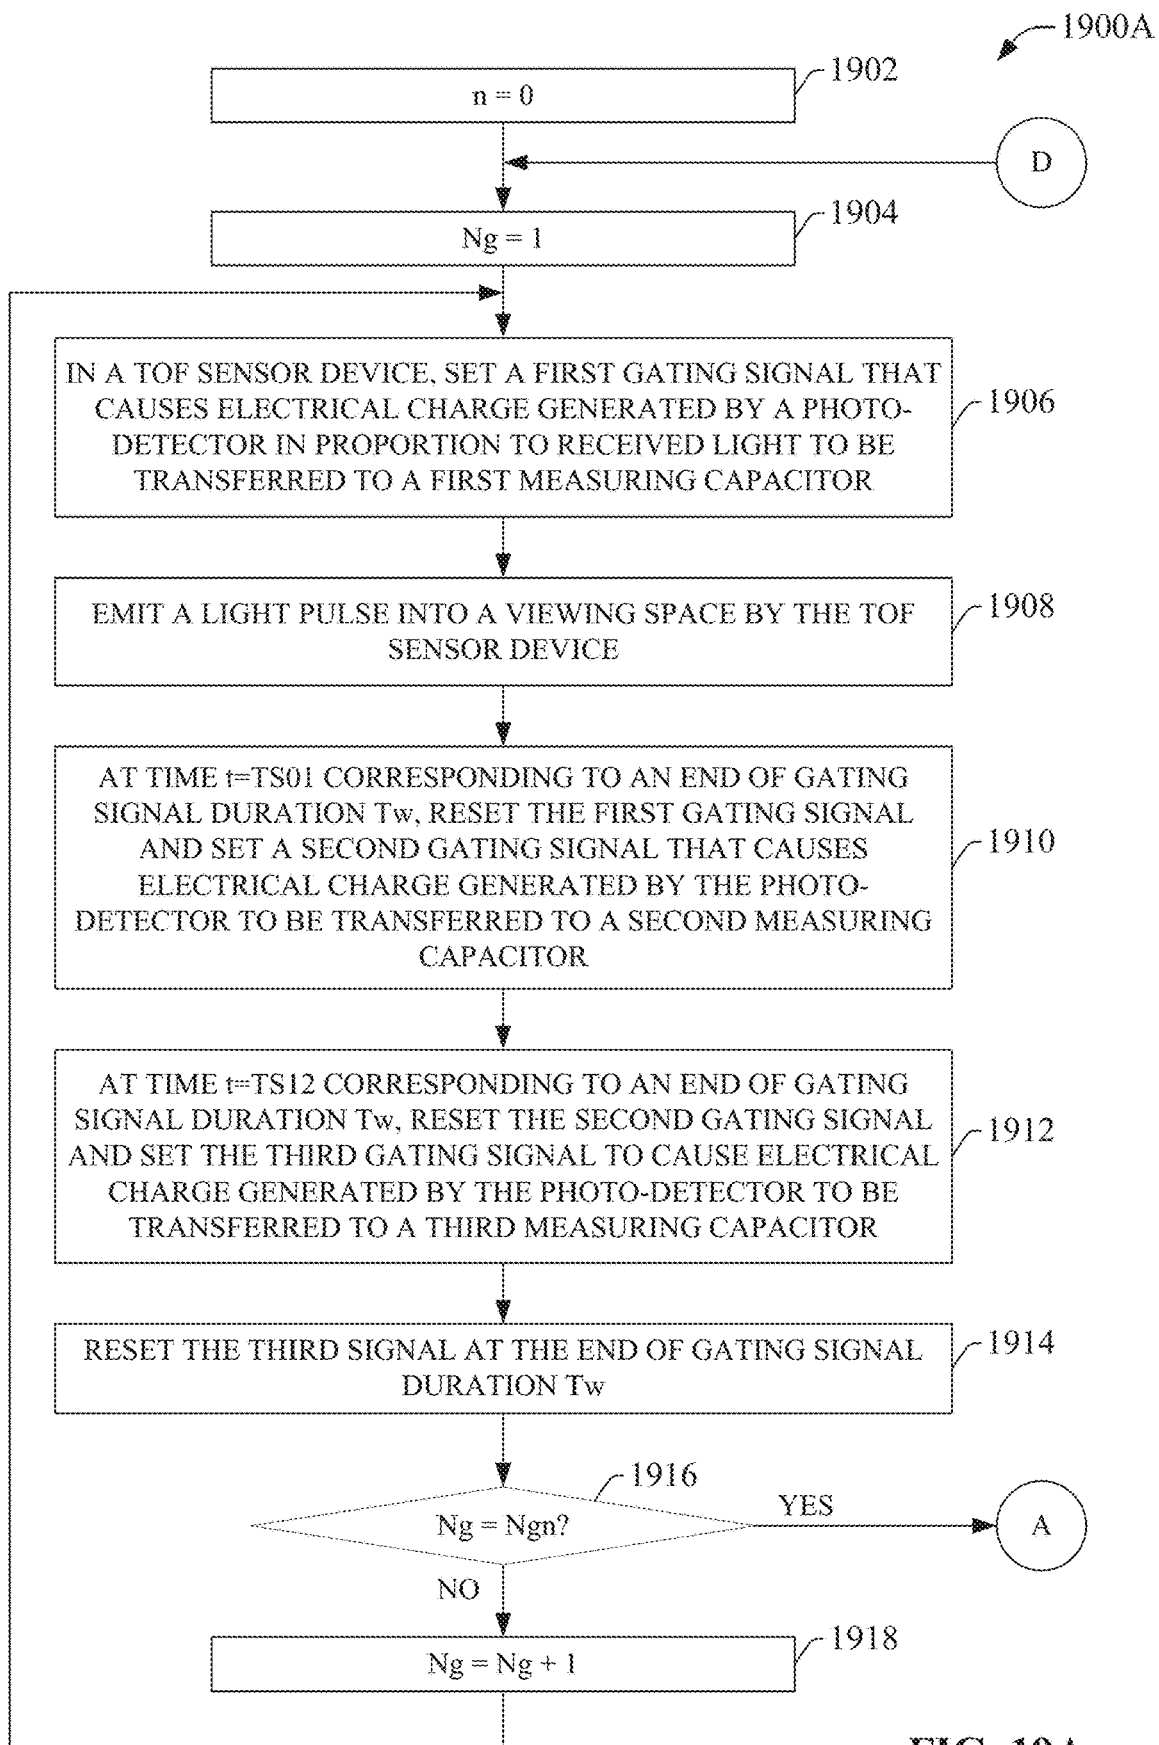 1900A
1902
n = 0
D
1904
Ng = 1
IN A TOF SENSOR DEVICE, SET A FIRST GATING SIGNAL THAT
CAUSES ELECTRICAL CHARGE GENERATED BY A PHOTO-
DETECTOR IN PROPORTION TO RECEIVED LIGHT TO BE
TRANSFERRED TO A FIRST MEASURING CAPACITOR
1906
EMIT A LIGHT PULSE INTO A VIEWING SPACE BY THE TOF
SENSOR DEVICE
1908
AT TIME t=TS01 CORRESPONDING TO AN END OF GATING
SIGNAL DURATION Tw, RESET THE FIRST GATING SIGNAL
AND SET A SECOND GATING SIGNAL THAT CAUSES
ELECTRICAL CHARGE GENERATED BY THE PHOTO-
DETECTOR TO BE TRANSFERRED TO A SECOND MEASURING
CAPACITOR
1910
AT TIME t=TS12 CORRESPONDING TO AN END OF GATING
SIGNAL DURATION Tw, RESET THE SECOND GATING SIGNAL
AND SET THE THIRD GATING SIGNAL TO CAUSE ELECTRICAL
CHARGE GENERATED BY THE PHOTO-DETECTOR TO BE
TRANSFERRED TO A THIRD MEASURING CAPACITOR
1912
RESET THE THIRD SIGNAL AT THE END OF GATING SIGNAL
DURATION Tw
1914
1916
Ng = Ngn?
YES
A
NO
1918
Ng = Ng + 1